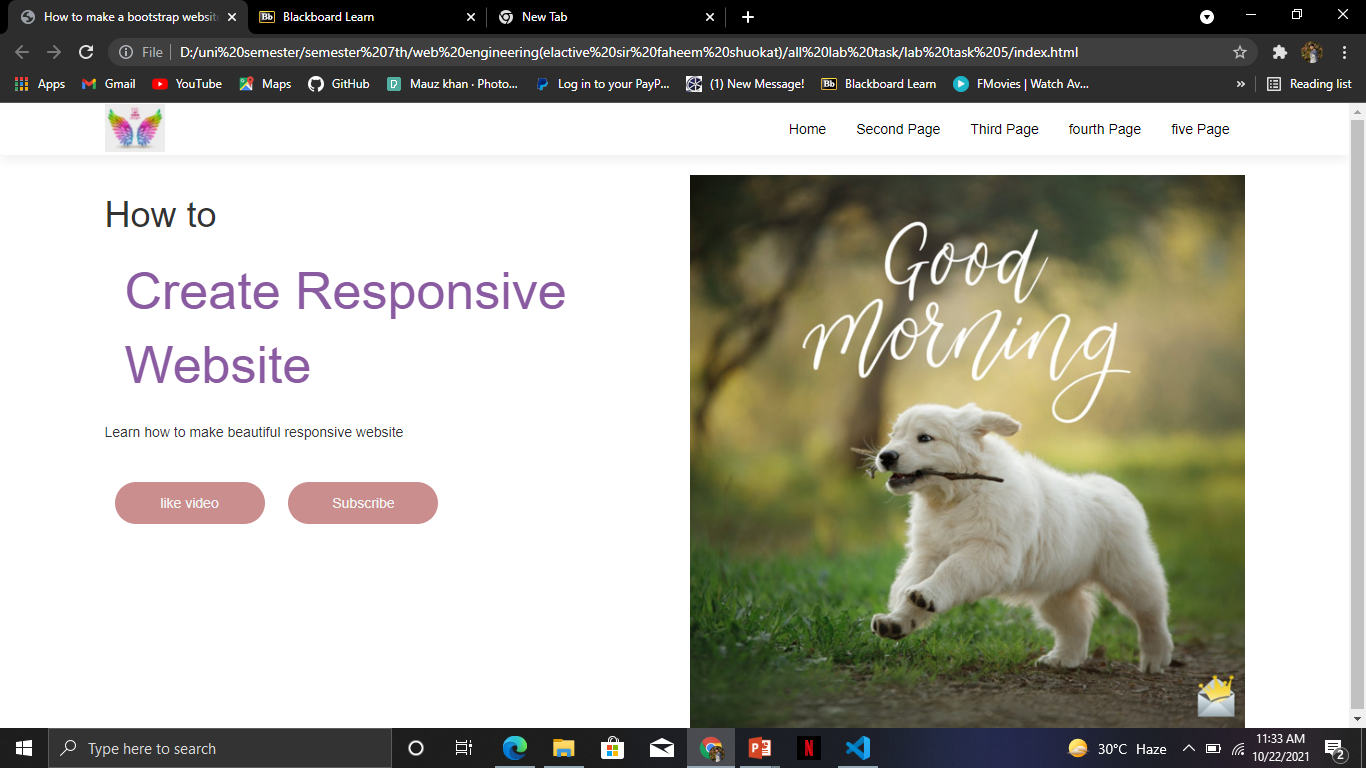 How to make a bootstrap websit
Blackboard Learn
New Tab
File
D:/uni%20semester/semester%207th/web%20engineering(elactive%20sir%20faheem%20shuokat)/all%20lab%20task/lab%20task%205/index.html
Apps
Gmail
YouTube
GitHub
Maps
Mauz khan · Photo...
Log in to your PayP...
(1) New Message!
Bb Blackboard Learn
FMovies | Watch Av...
»
Reading list
Home
Second Page
Third Page
fourth Page
five Page
How to
Create Responsive
Website
Learn how to make beautiful responsive website
like video
Subscribe
Good
Morning
Type here to search
30°C Haze
11:33 AM
10/22/2021
2